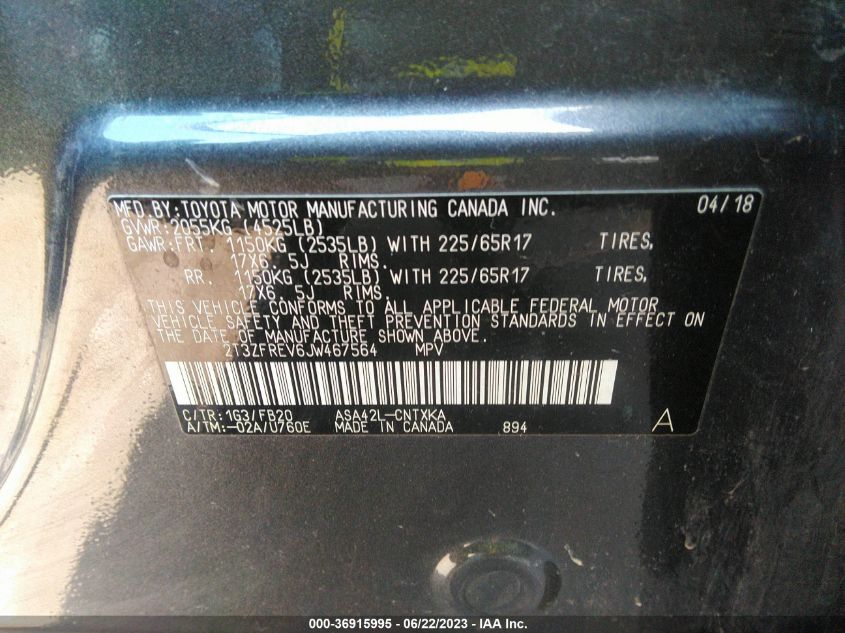 MFD.BY:TOYOTA MOTOR MANUFACTURING CANADA INC. 04/18
GVWR:2055KG (4525LB)
GAWR:FRT. 1150KG (2535LB) WITH 225/65R17 TIRES,
17X6.5J RIMS.
RR. 1150KG (2535LB) WITH 225/65R17 TIRES,
17X6.5J RIMS.
THIS VEHICLE CONFORMS TO ALL APPLICABLE FEDERAL MOTOR
VEHICLE SAFETY AND THEFT PREVENTION STANDARDS IN EFFECT ON
THE DATE OF MANUFACTURE SHOWN ABOVE.
2T3ZFREV6JW467564 MPV
C/TR:1G3/FB20 ASA42L-CNTXKA
A/TM:-02A/U760E MADE IN CANADA 894 A
000-36915995 - 06/22/2023 - IAA Inc.